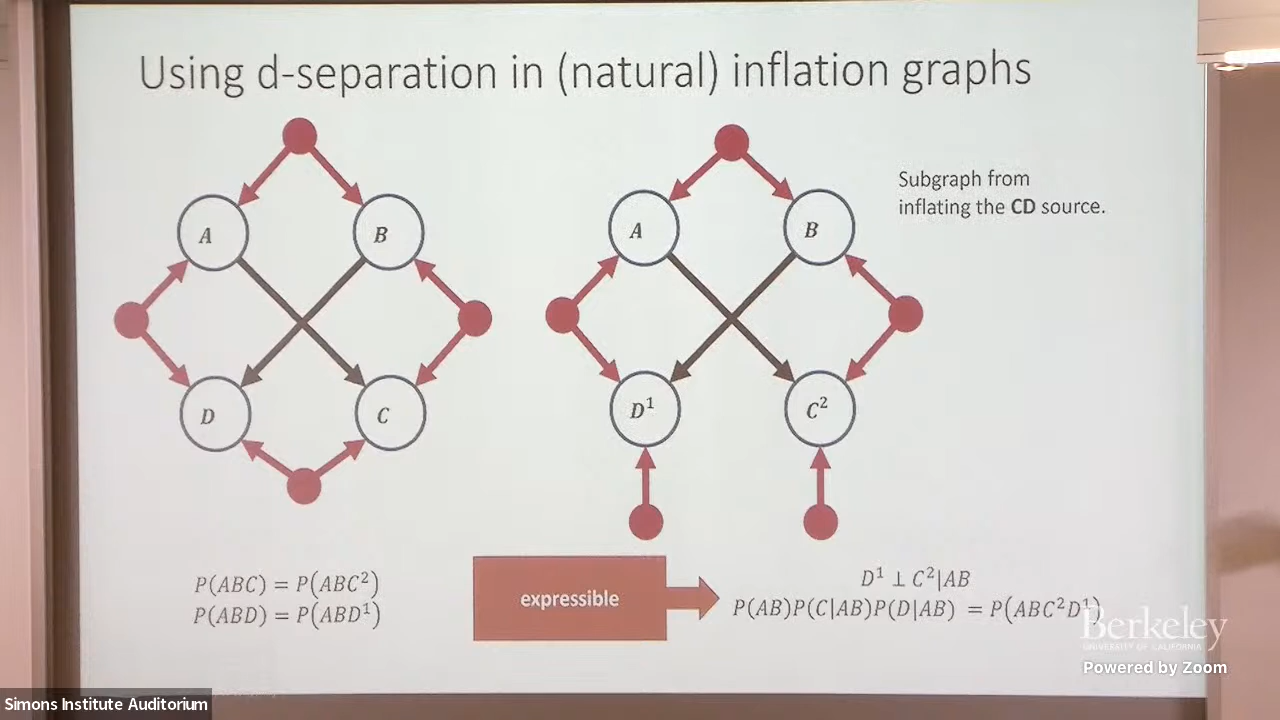 Using d-separation in (natural) inflation graphs
A
B
D
C
A
B
D¹
C²
Subgraph from
inflating the CD source.
P(ABC) = P(ABC²)
P(ABD) = P(ABD¹)
expressible
D¹ ⊥ C²|AB
P(AB)P(C|AB)P(D|AB) = P(ABC²D¹)
Berkeley
UNIVERSITY OF CALIFORNIA
Powered by Zoom
Simons Institute Auditorium